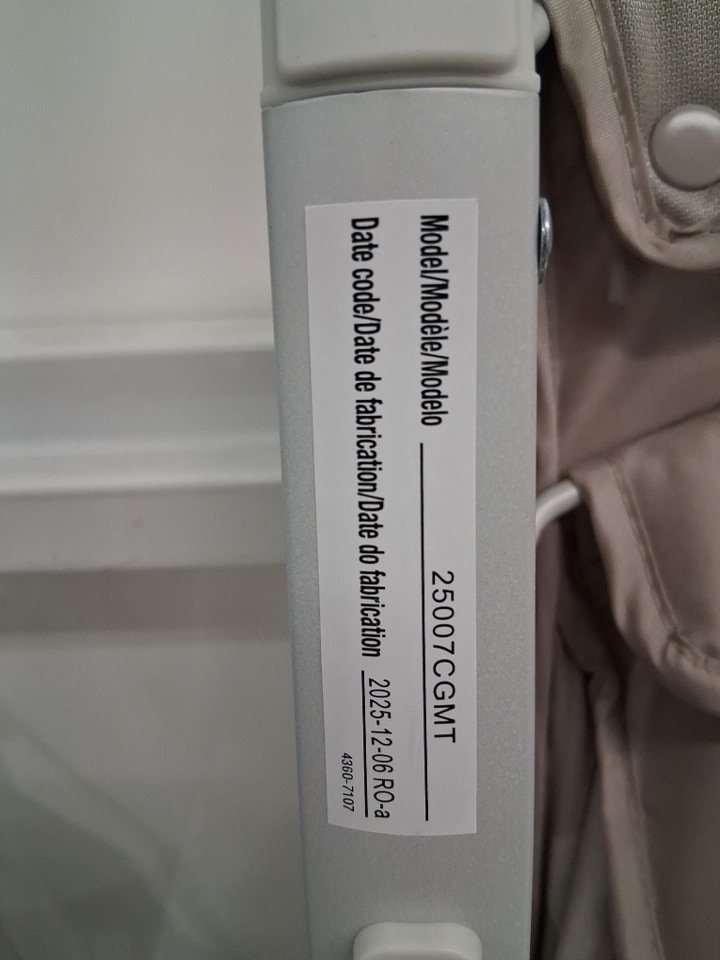 Model/Modèle/Modelo 25007CGMT
Date code/Date de fabrication/Date do fabrication 2025-12-06 RO-a
4360-7107